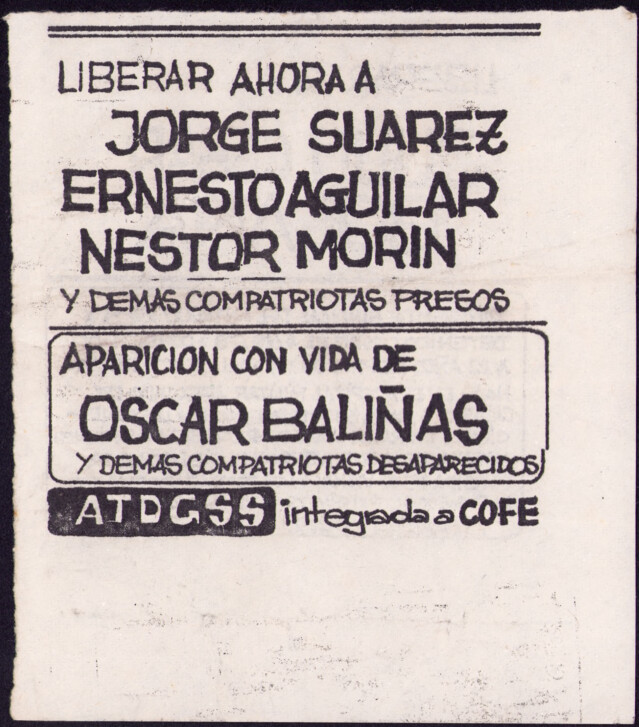 LIBERAR AHORA A
JORGE SUAREZ
ERNESTO AGUILAR
NESTOR MORIN
Y DEMAS COMPATRIOTAS PRESOS
APARICION CON VIDA DE
OSCAR BALIÑAS
Y DEMAS COMPATRIOTAS DESAPARECIDOS
ATDGSS integrada a COFE